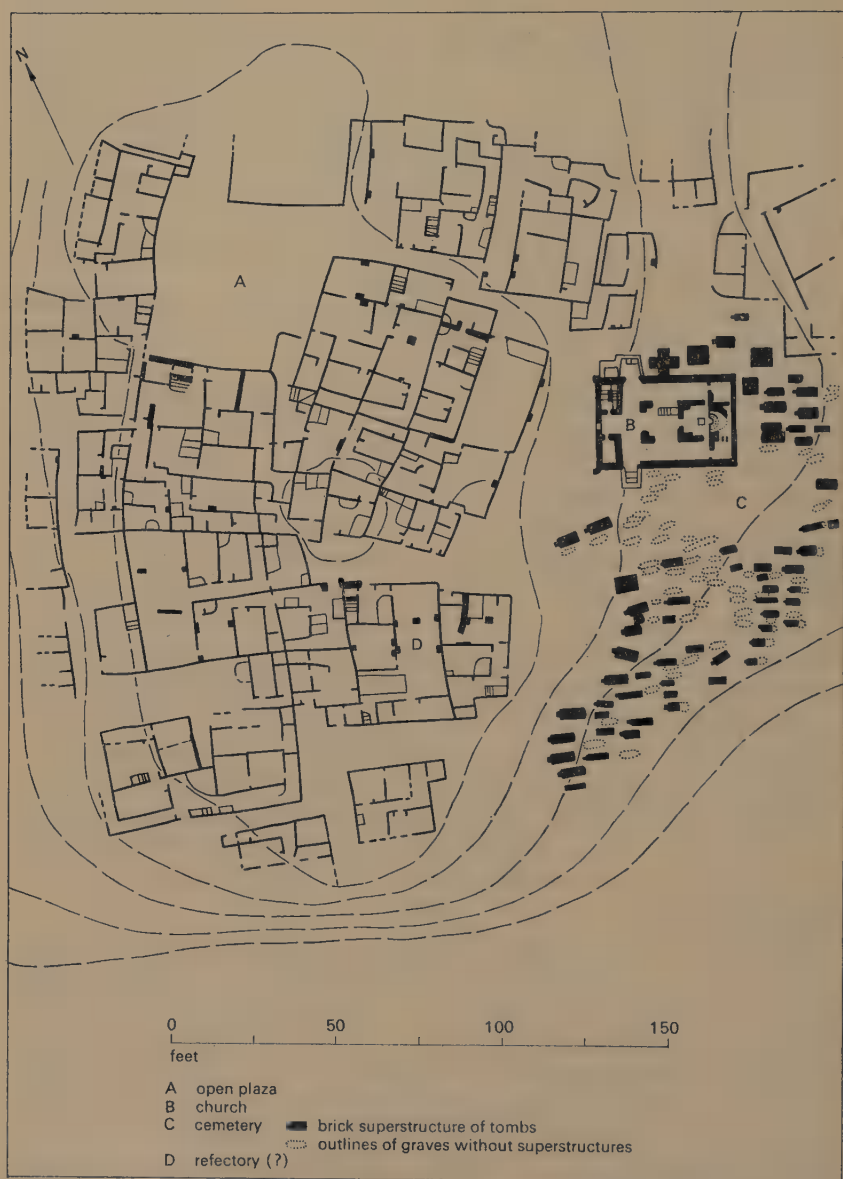 N
A
B
C
D
0 50 100 150
feet
A open plaza
B church
C cemetery brick superstructure of tombs
outlines of graves without superstructures
D refectory (?)